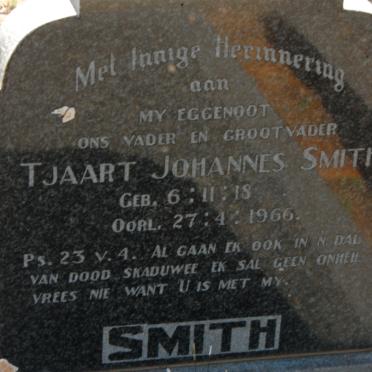 Met Innige Herinnering
aan
MY EGGENOOT
ONS VADER EN GROOTVADER
TJAART JOHANNES SMITH
GEB. 6:11:18
OORL. 27:4:1966.
PS. 23 V. 4. AL GAAN EK OOK IN N DAL
VAN DOOD SKADUWEE EK SAL GEEN ONHEIL
VREES NIE WANT U IS MET MY.
SMITH